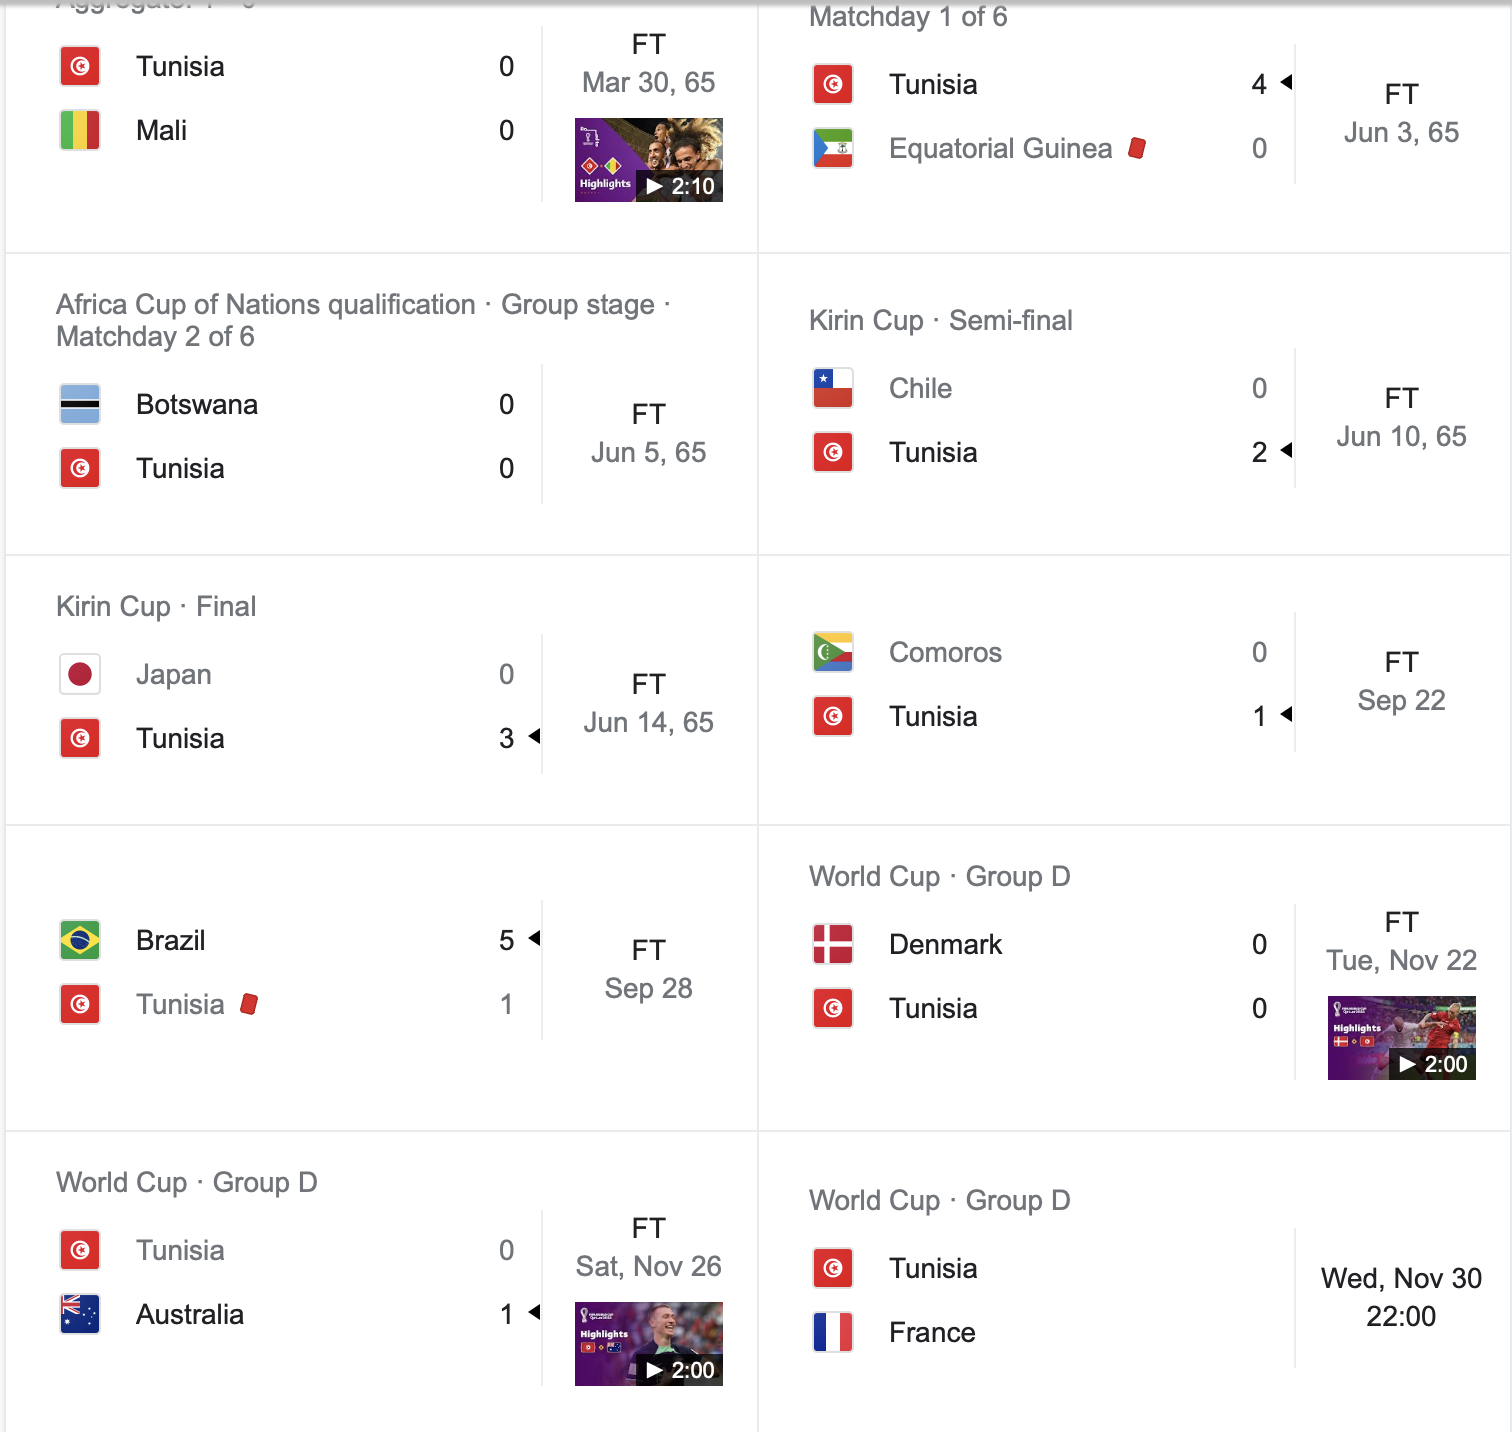 Aggregate: 1 - 0
Tunisia 0
Mali 0
FT
Mar 30, 65
Highlights
2:10
Matchday 1 of 6
Tunisia 4
Equatorial Guinea 0
FT
Jun 3, 65
Africa Cup of Nations qualification · Group stage ·
Matchday 2 of 6
Botswana 0
Tunisia 0
FT
Jun 5, 65
Kirin Cup · Semi-final
Chile 0
Tunisia 2
FT
Jun 10, 65
Kirin Cup · Final
Japan 0
Tunisia 3
FT
Jun 14, 65
Comoros 0
Tunisia 1
FT
Sep 22
Brazil 5
Tunisia 1
FT
Sep 28
World Cup · Group D
Denmark 0
Tunisia 0
FT
Tue, Nov 22
Highlights
2:00
World Cup · Group D
Tunisia 0
Australia 1
FT
Sat, Nov 26
Highlights
2:00
World Cup · Group D
Tunisia
France
Wed, Nov 30
22:00